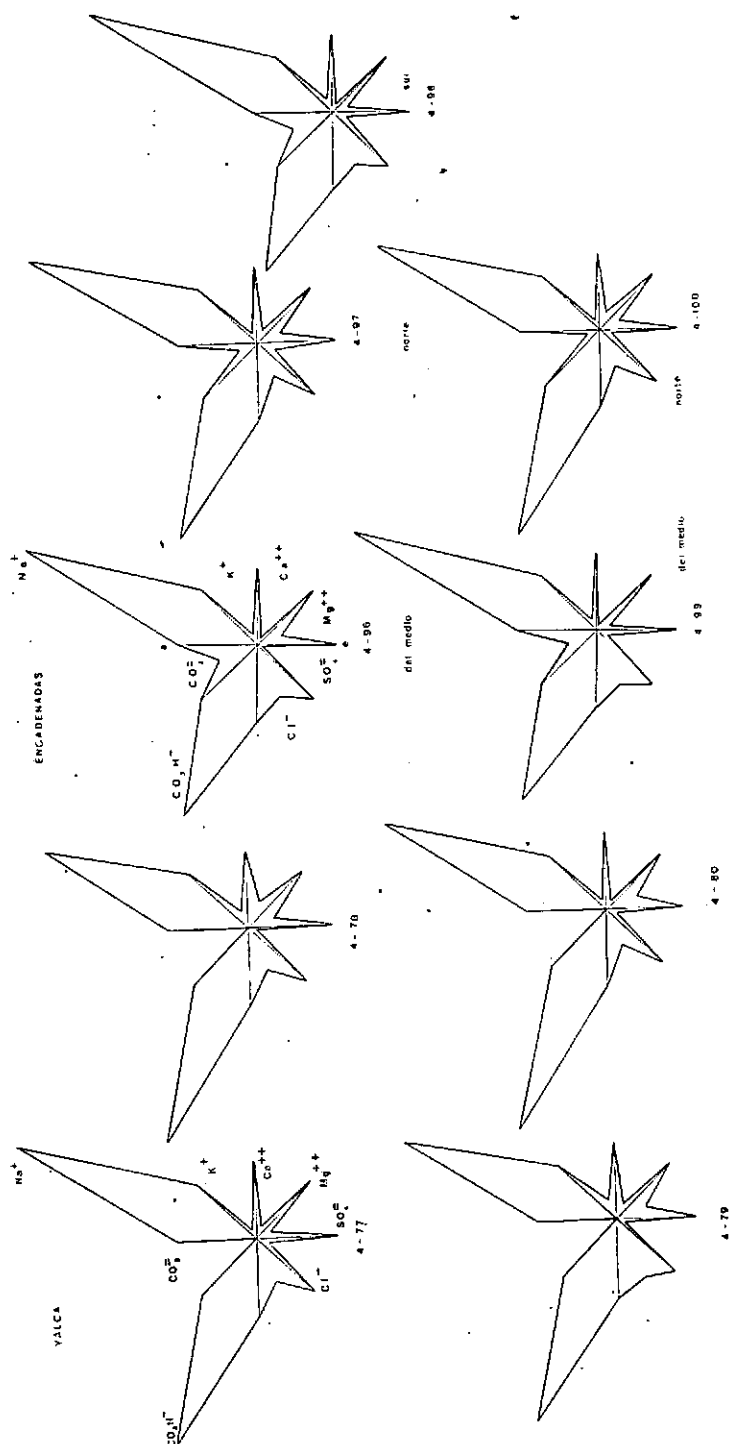 YALCA
Na+
K+
Ca++
Mg++
SO4=
Cl-
CO3H-
CO3=
4-77
4-78
4-79
4-80
ENCADENADAS
Na+
K+
Ca++
Mg++
SO4=
Cl-
CO3H-
CO3=
4-96
del medio
4-97
norte
4-98
sur
4-99
del medio
4-100
norte